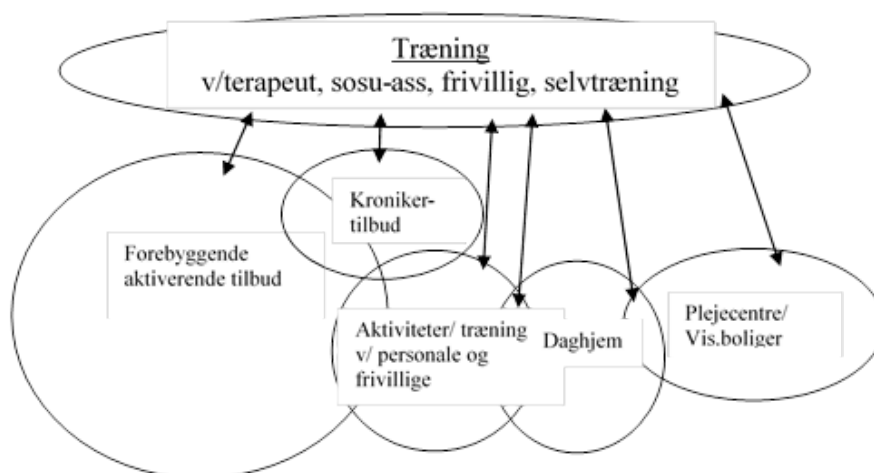 Træning
v/terapeut, sosu-ass, frivillig, selvtræning
Kroniker-
tilbud
Forebyggende
aktiverende tilbud
Aktiviteter/ træning
v/ personale og
frivillige
Daghjem
Plejecentre/
Vis.boliger